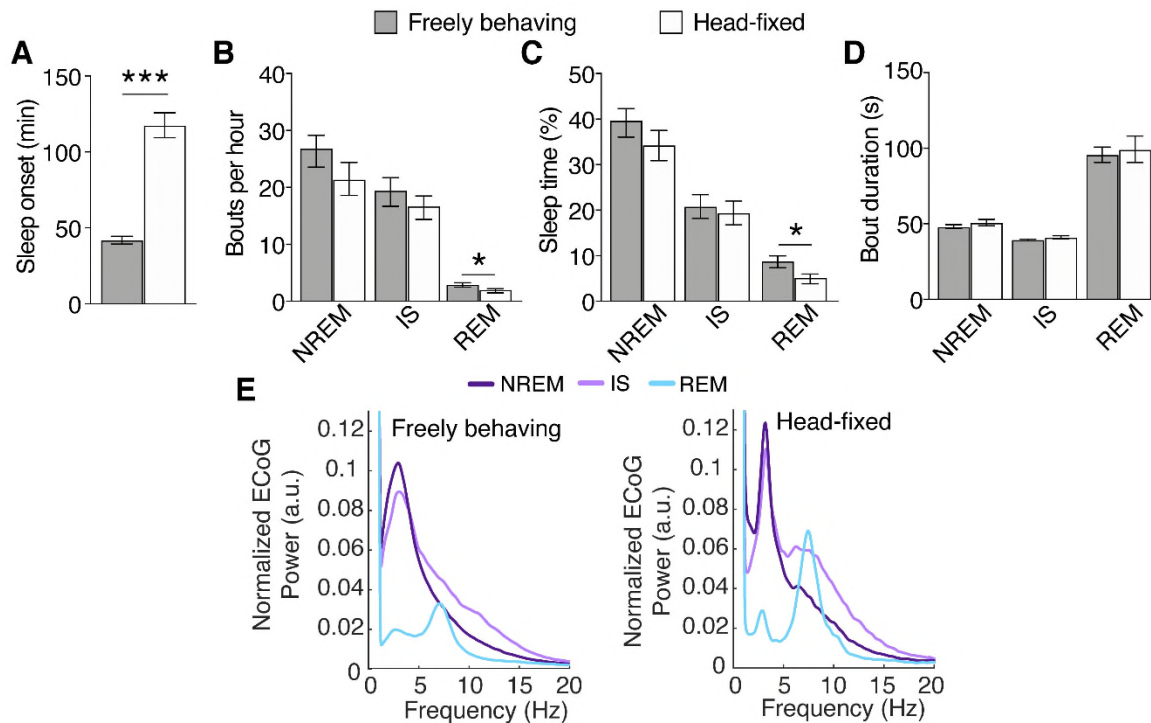 Freely behaving Head-fixed
A
Sleep onset (min)
150
100
50
0
***
B
Bouts per hour
40
30
20
10
0
*
NREM IS REM
C
Sleep time (%)
50
40
30
20
10
0
*
NREM IS REM
D
Bout duration (s)
150
100
50
0
NREM IS REM
E
NREM IS REM
Freely behaving
Normalized ECoG
Power (a.u.)
0.12
0.1
0.08
0.06
0.04
0.02
0
0 5 10 15 20
Frequency (Hz)
Head-fixed
Normalized ECoG
Power (a.u.)
0.12
0.1
0.08
0.06
0.04
0.02
0
0 5 10 15 20
Frequency (Hz)